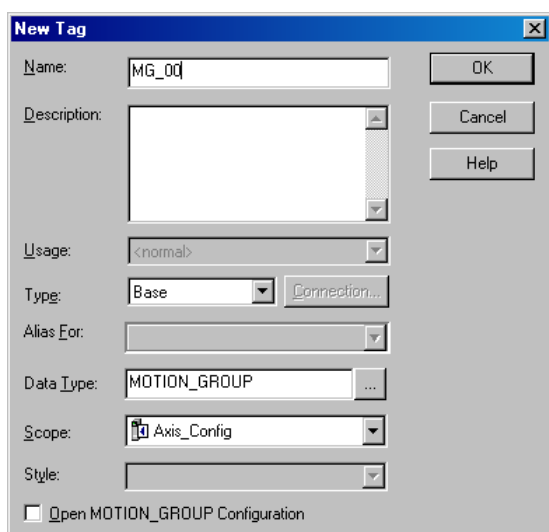 New Tag
Name: MG_00 OK
Description: Cancel
Help
Usage: <normal>
Type: Base Connection...
Alias For:
Data Type: MOTION_GROUP ...
Scope: Axis_Config
Style:
Open MOTION_GROUP Configuration